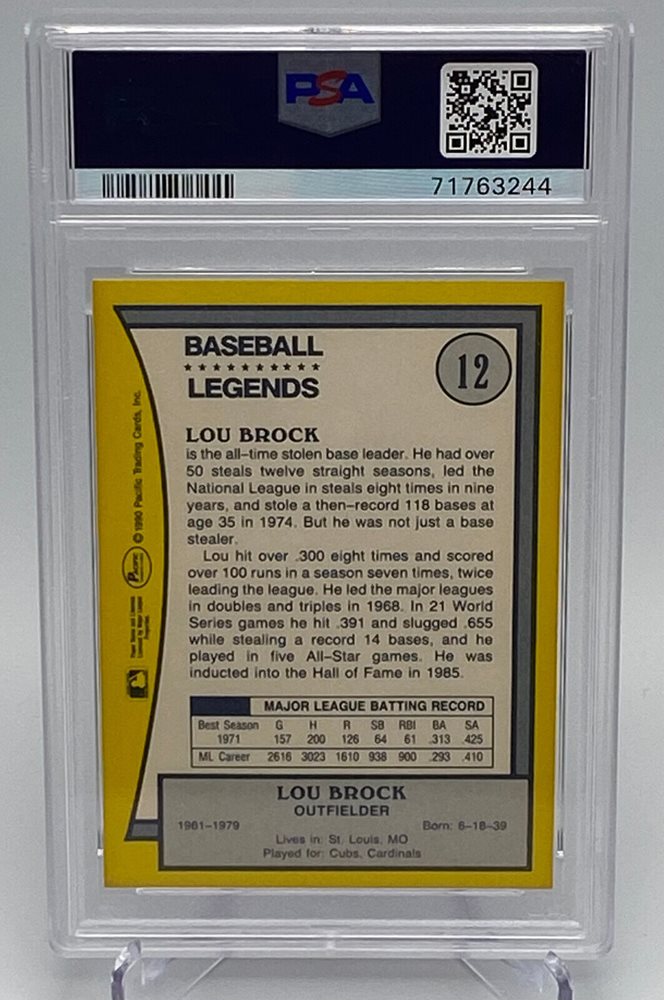 PSA
71763244
BASEBALL
LEGENDS
12
© 1990 Pacific Trading Cards, Inc.
PACIFIC
LOU BROCK
is the all–time stolen base leader. He had over
50 steals twelve straight seasons, led the
National League in steals eight times in nine
years, and stole a then–record 118 bases at
age 35 in 1974. But he was not just a base
stealer.
Lou hit over .300 eight times and scored
over 100 runs in a season seven times, twice
leading the league. He led the major leagues
in doubles and triples in 1968. In 21 World
Series games he hit .391 and slugged .655
while stealing a record 14 bases, and he
played in five All–Star games. He was
inducted into the Hall of Fame in 1985.
MAJOR LEAGUE BATTING RECORD
Best Season G H R SB RBI BA SA
1971 157 200 126 64 61 .313 .425
ML Career 2616 3023 1610 938 900 .293 .410
LOU BROCK
OUTFIELDER
1961–1979 Born: 6–18–39
Lives in: St. Louis, MO
Played for: Cubs, Cardinals